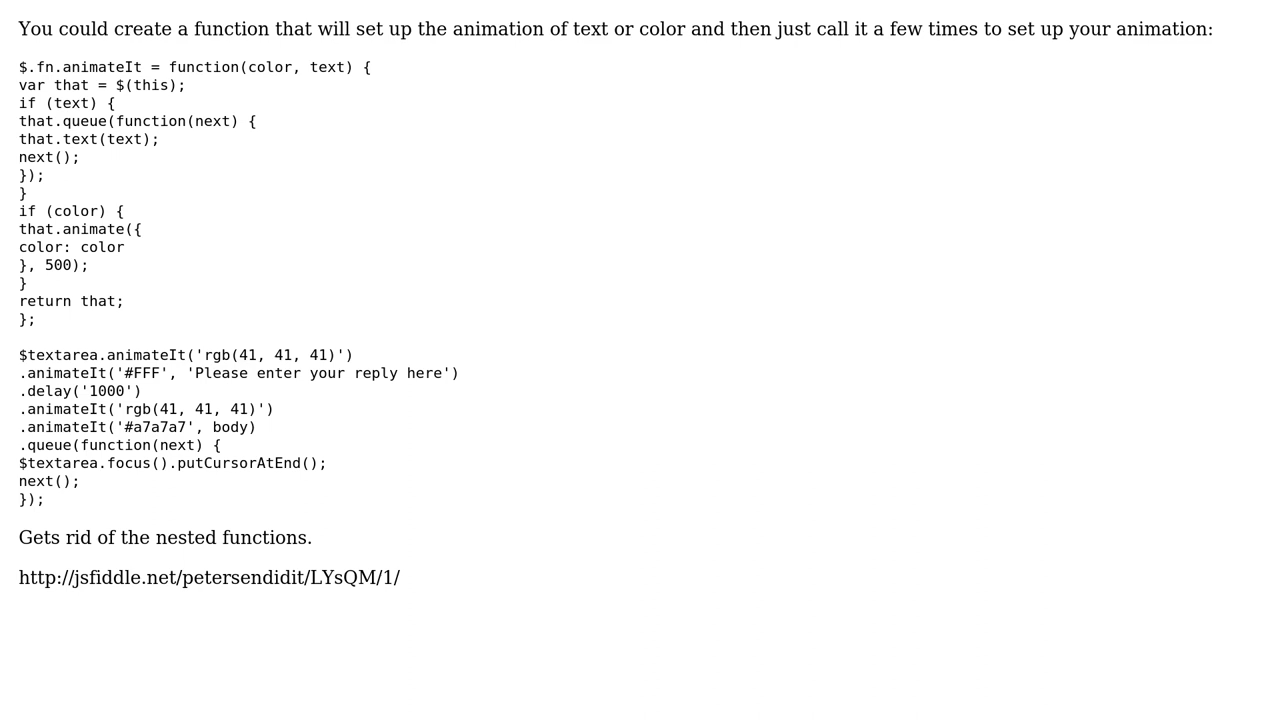 You could create a function that will set up the animation of text or color and then just call it a few times to set up your animation:
$.fn.animateIt = function(color, text) {
var that = $(this);
if (text) {
that.queue(function(next) {
that.text(text);
next();
});
}
if (color) {
that.animate({
color: color
}, 500);
}
return that;
};
$textarea.animateIt('rgb(41, 41, 41)')
.animateIt('#FFF', 'Please enter your reply here')
.delay('1000')
.animateIt('rgb(41, 41, 41)')
.animateIt('#a7a7a7', body)
.queue(function(next) {
$textarea.focus().putCursorAtEnd();
next();
});
Gets rid of the nested functions.
http://jsfiddle.net/petersendidit/LYsQM/1/